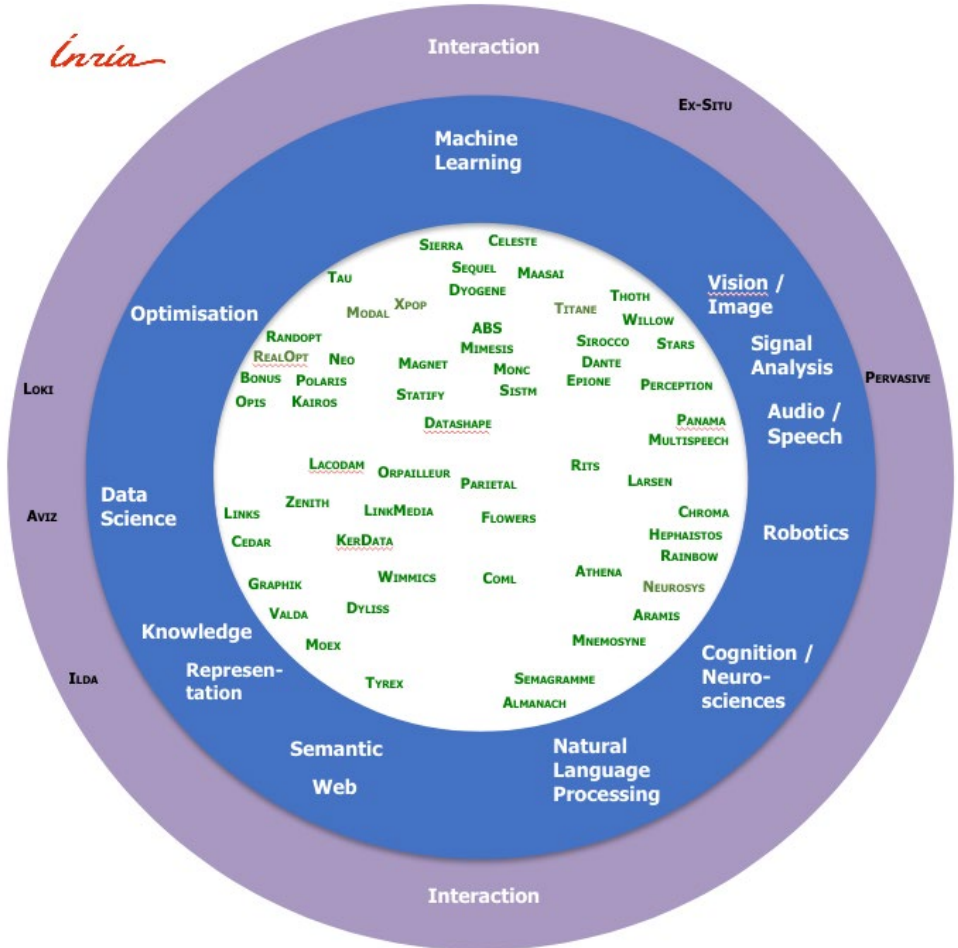 Inría
Interaction
Ex-Situ
Machine
Learning
Sierra
Celeste
Tau
Sequel
Maasai
Vision /
Image
Dyogene
Thoth
Modal
Xpop
Titane
Optimisation
Willow
ABS
Randopt
Sirocco
Stars
Signal
Analysis
Mimesis
RealOpt
Neo
Magnet
Monc
Dante
Loki
Bonus
Polaris
Epione
Perception
Pervasive
Opis
Kairos
Statify
Sistm
Audio /
Speech
Datashape
Panama
Multispeech
Lacodam
Orpailleur
Rits
Parietal
Larsen
Data
Science
Zenith
Aviz
Links
LinkMedia
Flowers
Chroma
Cedar
KerData
Hephaistos
Robotics
Rainbow
Graphik
Wimmics
Coml
Athena
Neurosys
Valda
Dyliss
Aramis
Knowledge
Represen-
tation
Moex
Mnemosyne
Cognition /
Neuro-
sciences
Ilda
Tyrex
Semagramme
Almanach
Semantic
Web
Natural
Language
Processing
Interaction